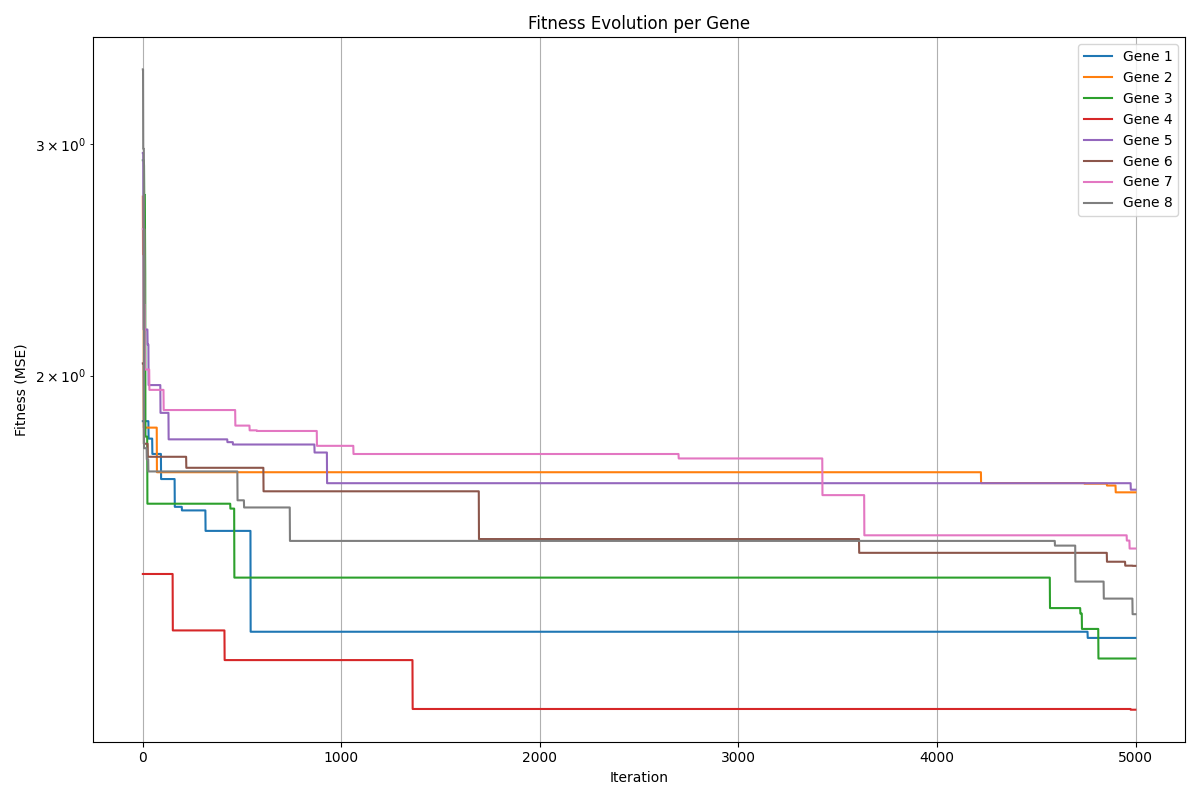 Fitness Evolution per Gene
Gene 1
Gene 2
Gene 3
Gene 4
Gene 5
Gene 6
Gene 7
Gene 8
3 × 10⁰
2 × 10⁰
Fitness (MSE)
0 1000 2000 3000 4000 5000
Iteration